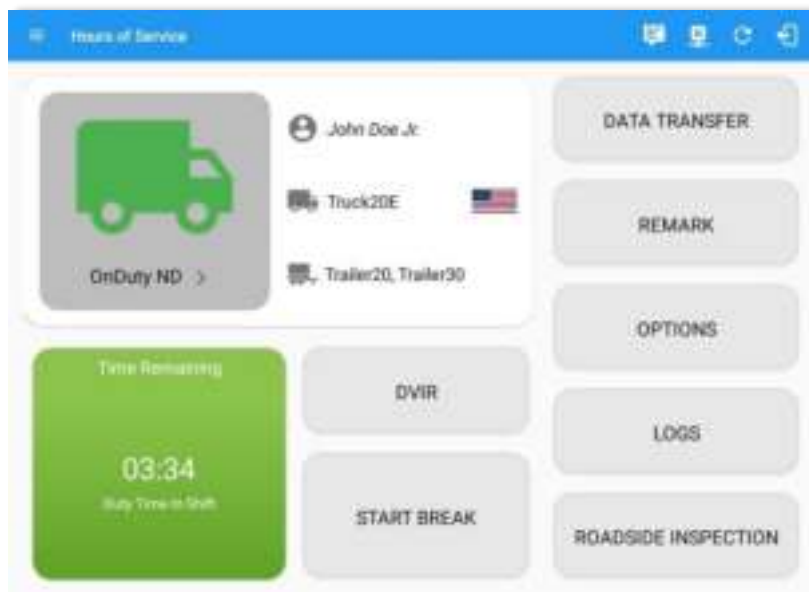 Hours of Service
John Doe Jr.
Truck20E
Trailer20, Trailer30
OnDuty ND >
DATA TRANSFER
REMARK
OPTIONS
LOGS
ROADSIDE INSPECTION
Time Remaining
03:34
Duty Time in Shift
DVIR
START BREAK